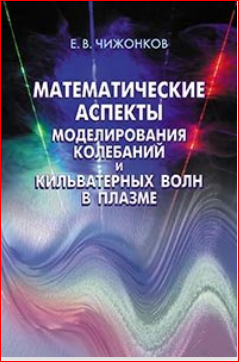 Е. В. ЧИЖОНКОВ
МАТЕМАТИЧЕСКИЕ
АСПЕКТЫ
МОДЕЛИРОВАНИЯ
КОЛЕБАНИЙ
И
КИЛЬВАТЕРНЫХ ВОЛН
В ПЛАЗМЕ